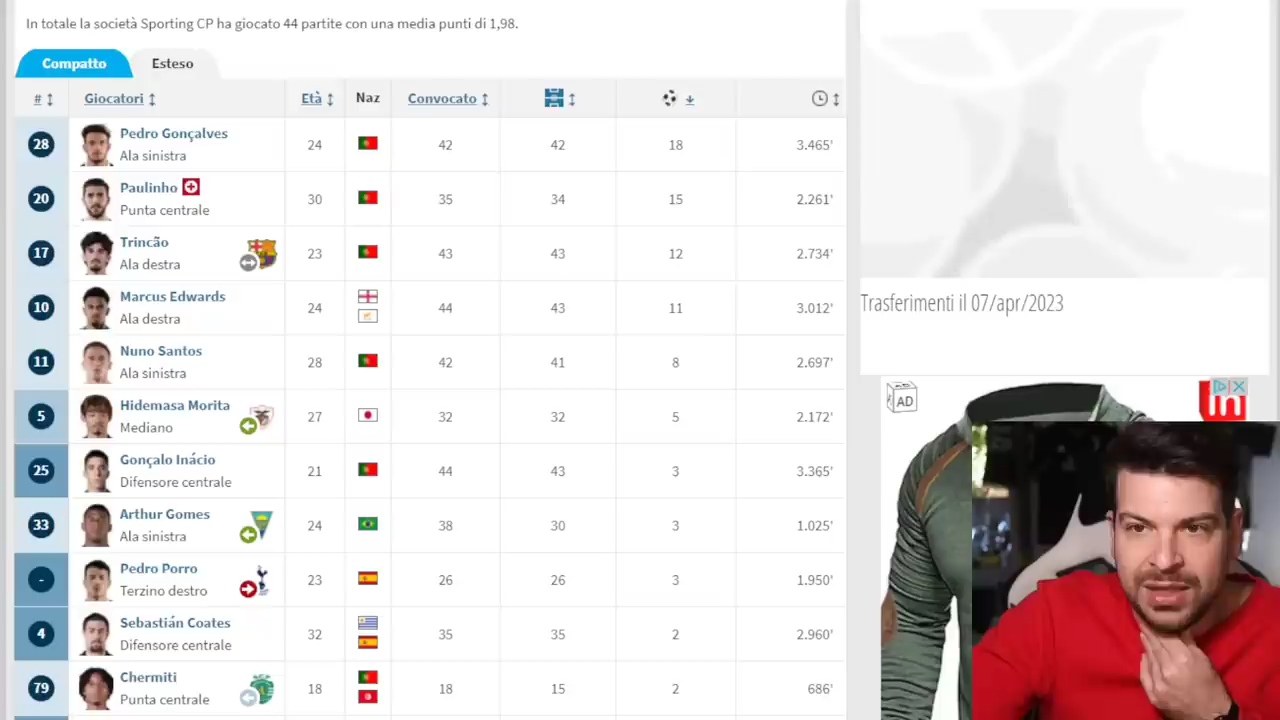 In totale la società Sporting CP ha giocato 44 partite con una media punti di 1,98.
Compatto Esteso
# Giocatori Età Naz Convocato
28 Pedro Gonçalves 24 42 42 18 3.465'
Ala sinistra
20 Paulinho 30 35 34 15 2.261'
Punta centrale
17 Trincão 23 43 43 12 2.734'
Ala destra
10 Marcus Edwards 24 44 43 11 3.012'
Ala destra
11 Nuno Santos 28 42 41 8 2.697'
Ala sinistra
5 Hidemasa Morita 27 32 32 5 2.172'
Mediano
25 Gonçalo Inácio 21 44 43 3 3.365'
Difensore centrale
33 Arthur Gomes 24 38 30 3 1.025'
Ala sinistra
- Pedro Porro 23 26 26 3 1.950'
Terzino destro
4 Sebastián Coates 32 35 35 2 2.960'
Difensore centrale
79 Chermiti 18 18 15 2 686'
Punta centrale
Trasferimenti il 07/apr/2023
AD